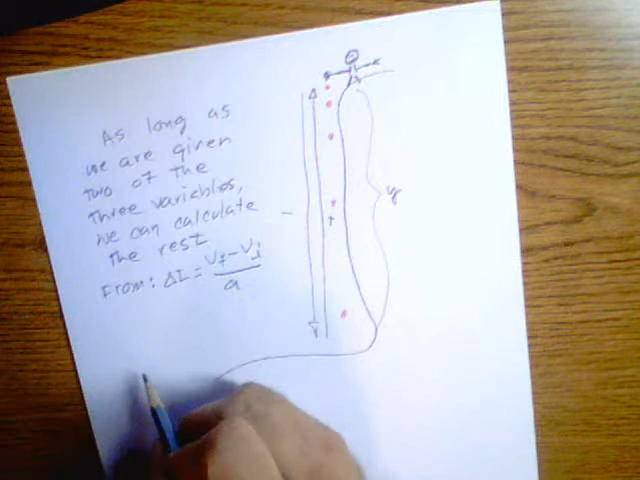 As long as
we are given
two of the
three variables,
we can calculate
the rest
From: Δt = Vf - Vi / a
y
t